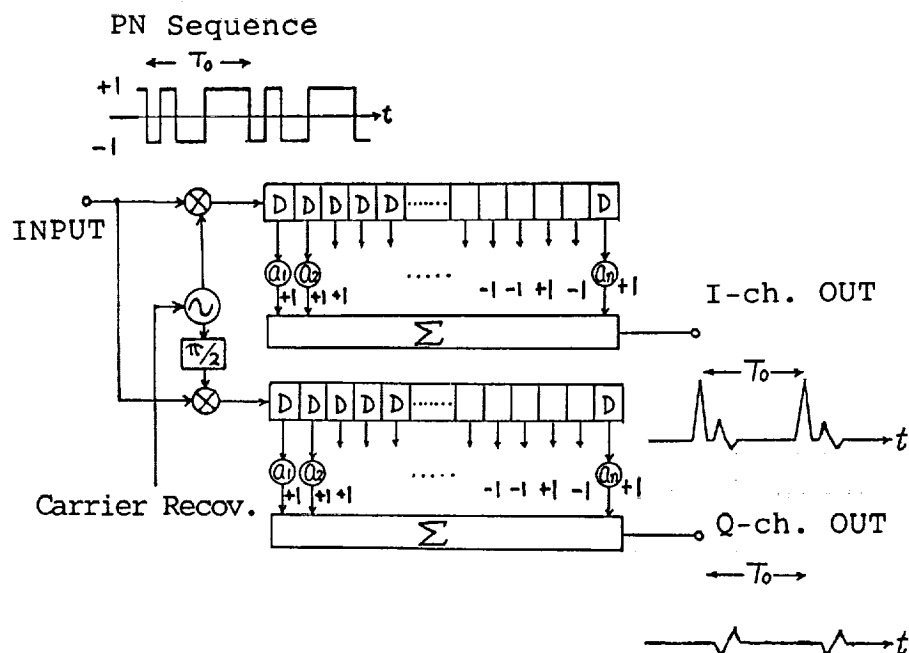 PN Sequence
T₀
+1
t
-1
D D D D D ....... D
INPUT
a₁ a₂ ..... aₙ
+1 +1 +1 -1 -1 +1 -1 +1
I-ch. OUT
Σ
π/2
T₀
D D D D D ....... D
t
a₁ a₂ ..... aₙ
+1 +1 +1 -1 -1 +1 -1 +1
Carrier Recov.
Σ
Q-ch. OUT
T₀
t